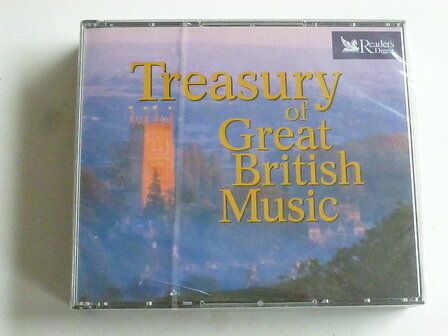 Reader's
Digest
Treasury
of
Great
British
Music